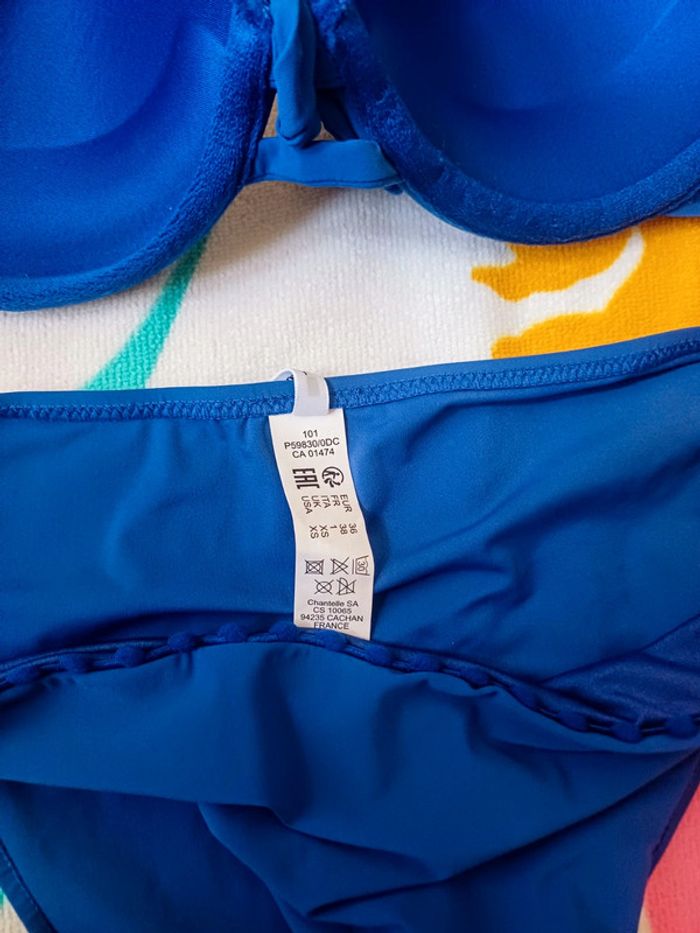 101
P59830/0DC
CA 01474
EAC
EUR 36
FR 38
ITA 1
UK XS
USA XS
30
Chantelle SA
CS 10065
94235 CACHAN
FRANCE